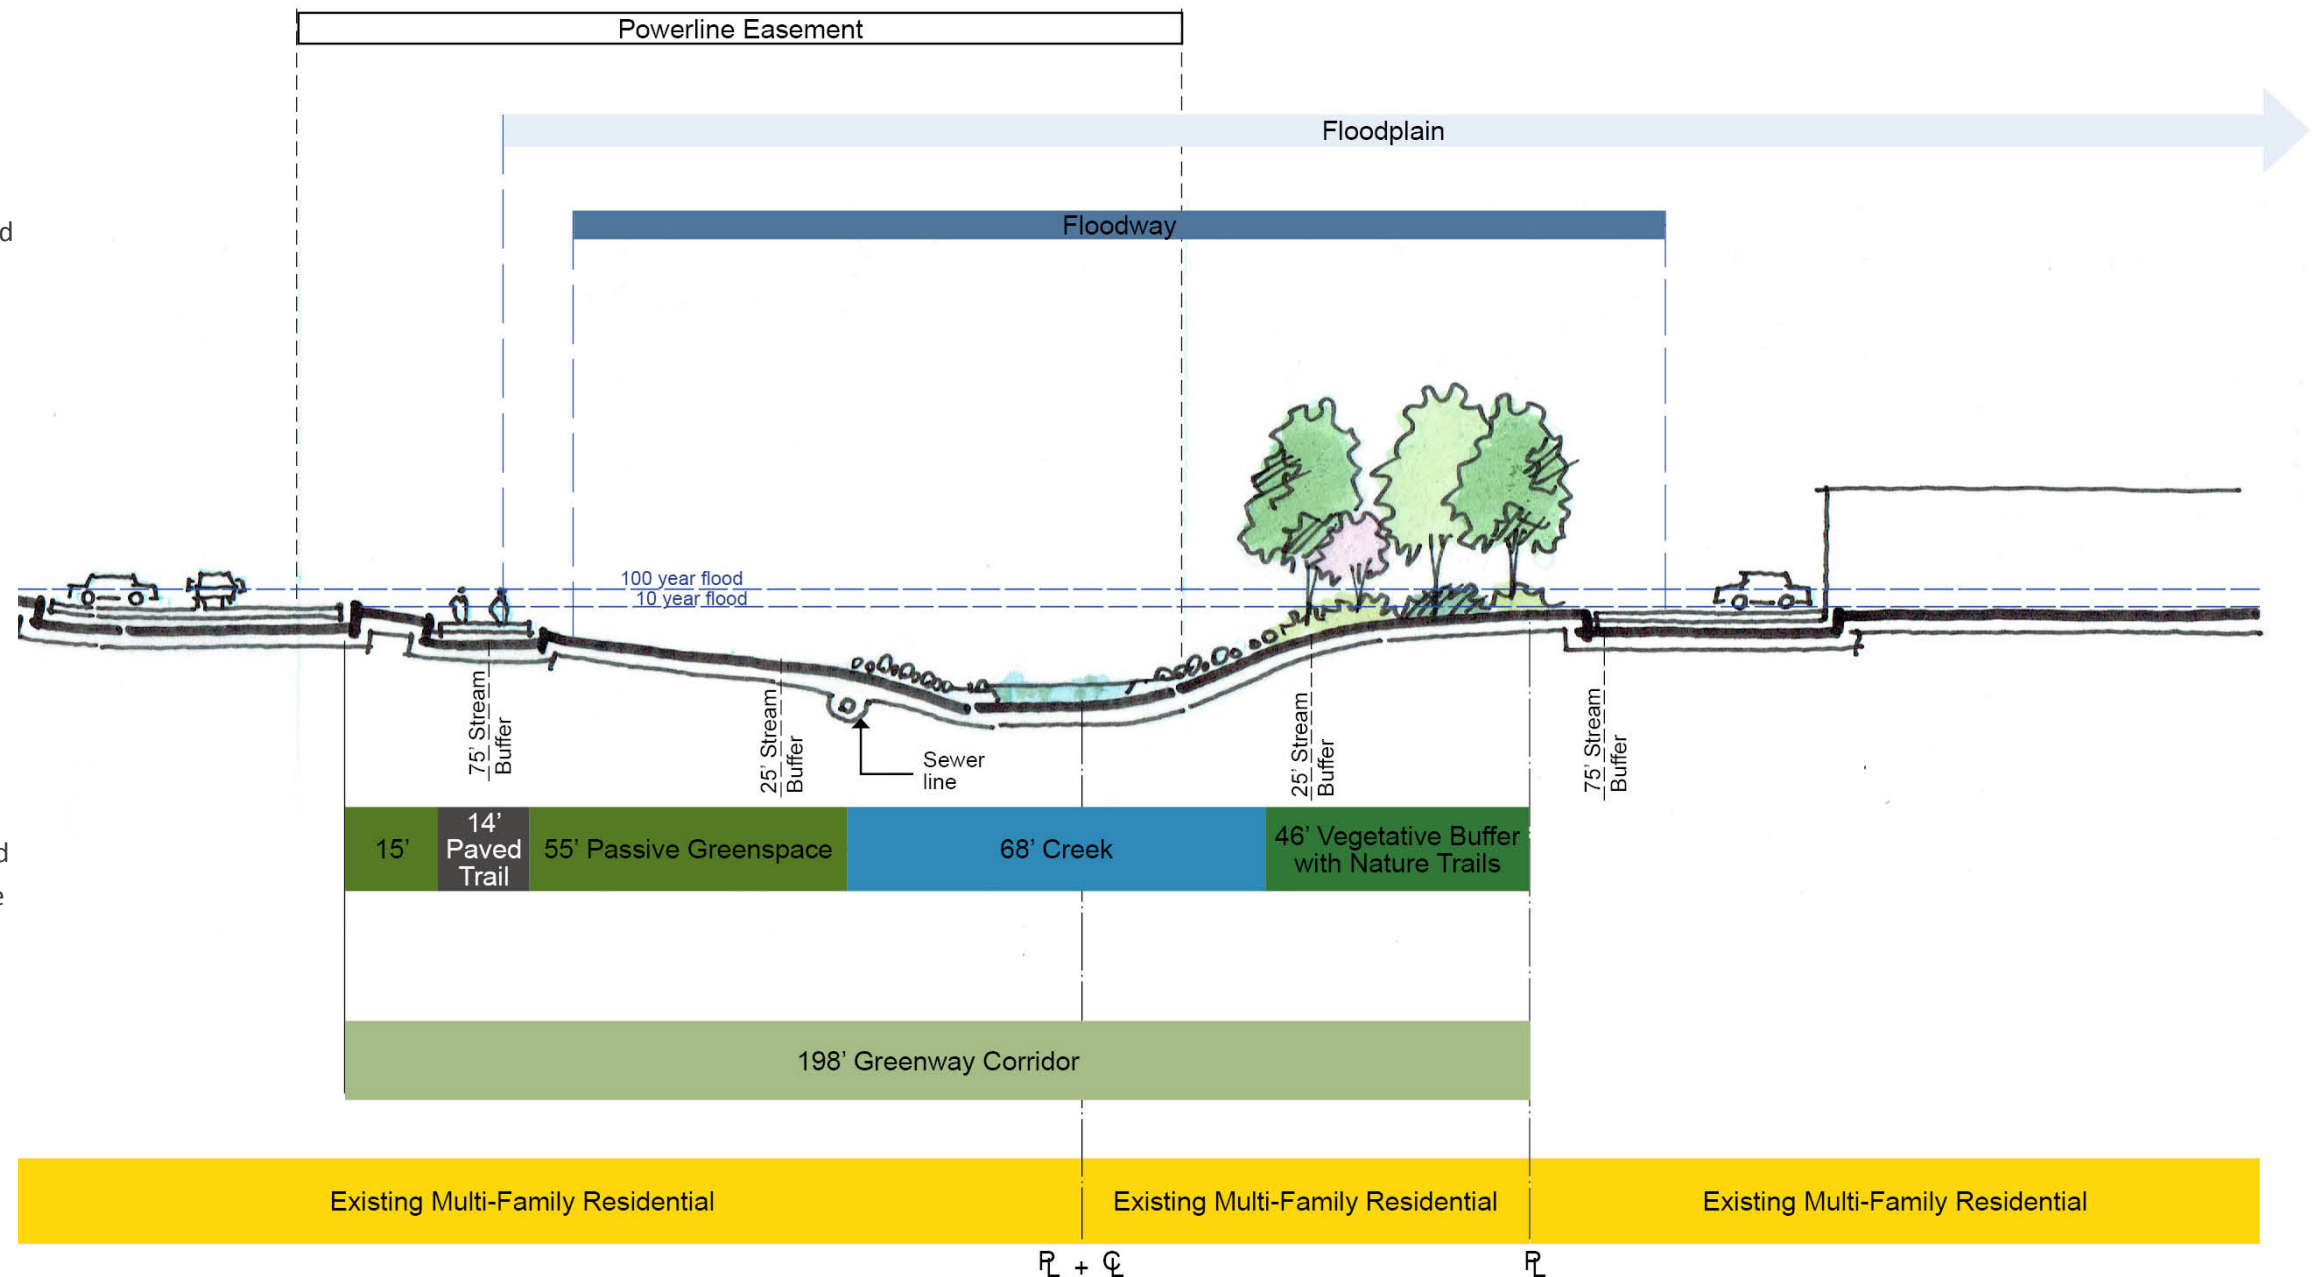 Powerline Easement
Floodplain
Floodway
d
100 year flood
10 year flood
75’ Stream
Buffer
25’ Stream
Buffer
Sewer
line
25’ Stream
Buffer
75’ Stream
Buffer
15’
14’
Paved
Trail
55’ Passive Greenspace
68’ Creek
46’ Vegetative Buffer
with Nature Trails
d
e
198’ Greenway Corridor
Existing Multi-Family Residential
Existing Multi-Family Residential
Existing Multi-Family Residential
PL + CL
PL